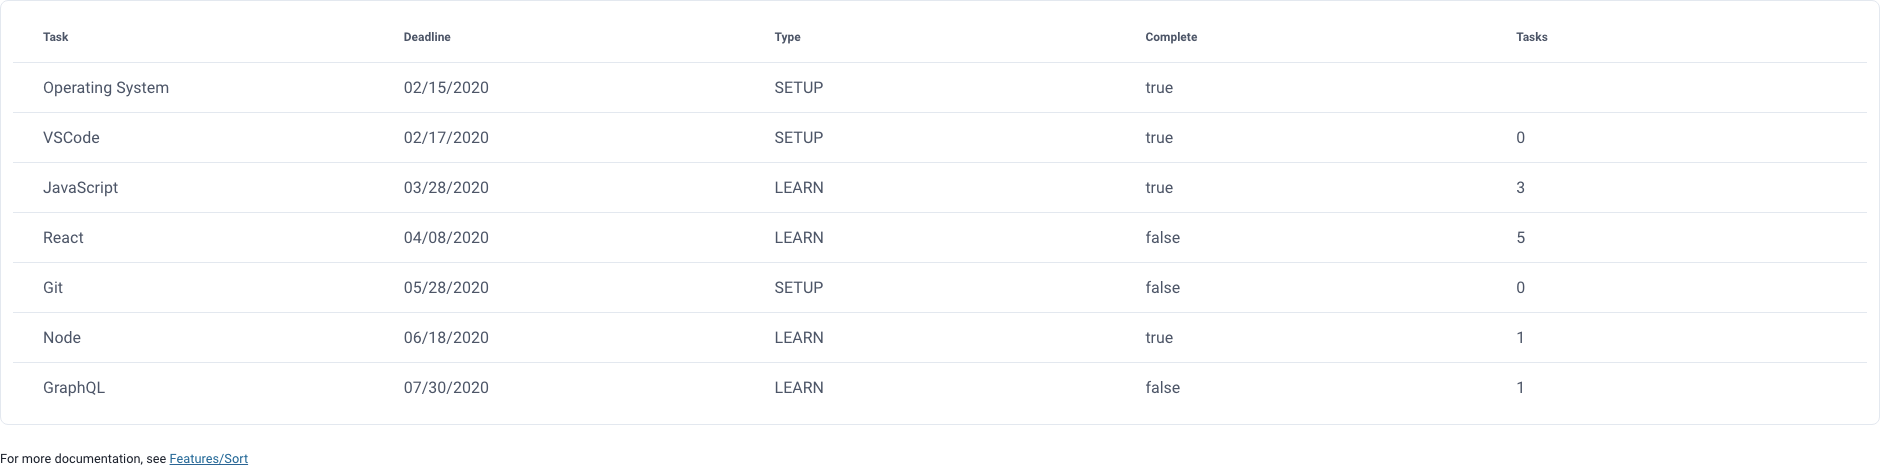 Task Deadline Type Complete Tasks
Operating System 02/15/2020 SETUP true
VSCode 02/17/2020 SETUP true 0
JavaScript 03/28/2020 LEARN true 3
React 04/08/2020 LEARN false 5
Git 05/28/2020 SETUP false 0
Node 06/18/2020 LEARN true 1
GraphQL 07/30/2020 LEARN false 1
For more documentation, see Features/Sort